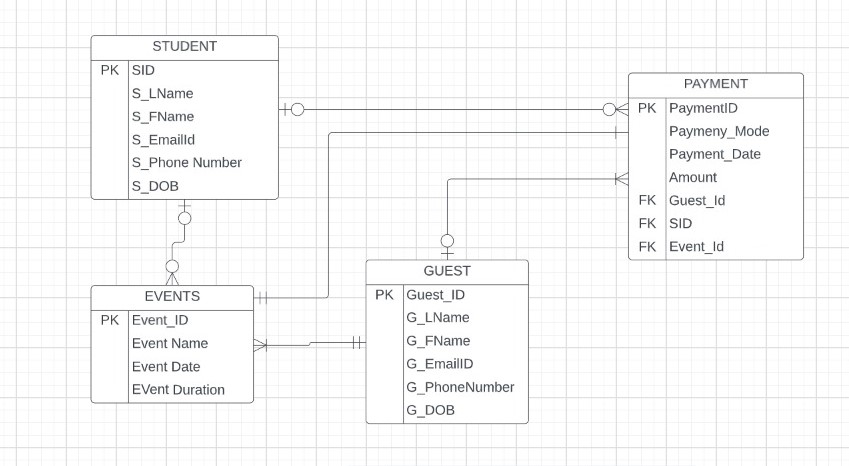 STUDENT
PK SID
S_LName
S_FName
S_EmailId
S_Phone Number
S_DOB
PAYMENT
PK PaymentID
Paymeny_Mode
Payment_Date
Amount
FK Guest_Id
FK SID
FK Event_Id
EVENTS
PK Event_ID
Event Name
Event Date
EVent Duration
GUEST
PK Guest_ID
G_LName
G_FName
G_EmailID
G_PhoneNumber
G_DOB